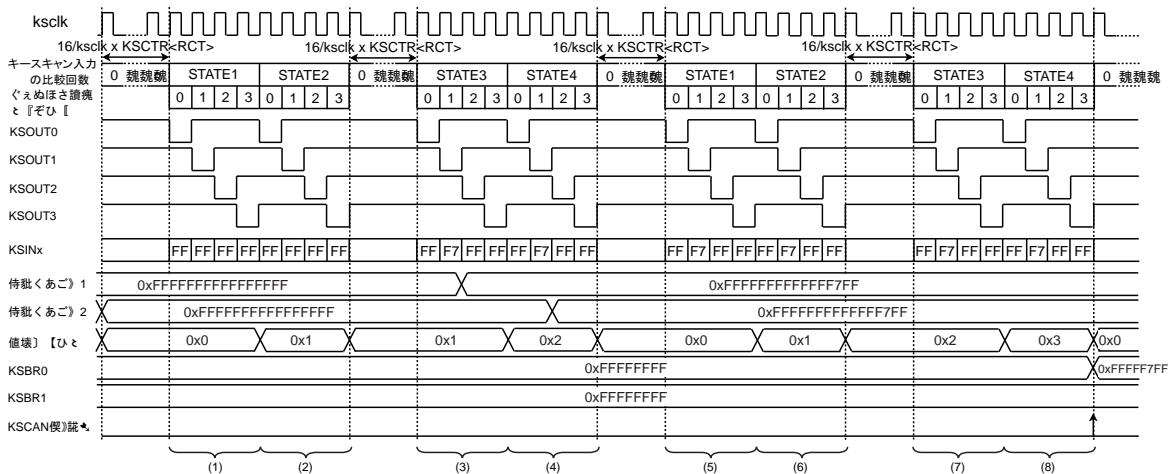 ksclk
16/ksclk x KSCTR<RCT> 16/ksclk x KSCTR<RCT> 16/ksclk x KSCTR<RCT> 16/ksclk x KSCTR<RCT>
キースキャン入力
の比較回数
0 STATE1 STATE2 0 STATE3 STATE4 0 STATE1 STATE2 0 STATE3 STATE4 0
0 1 2 3 0 1 2 3 0 1 2 3 0 1 2 3 0 1 2 3 0 1 2 3 0 1 2 3 0 1 2 3
KSOUT0
KSOUT1
KSOUT2
KSOUT3
KSINx FF FF FF FF FF FF FF FF FF F7 FF FF FF F7 FF FF FF F7 FF FF FF F7 FF FF FF F7 FF FF FF F7 FF FF
1 0xFFFFFFFFFFFFFFFF 0xFFFFFFFFFFFFF7FF
2 0xFFFFFFFFFFFFFFFF 0xFFFFFFFFFFFFF7FF
0x0 0x1 0x1 0x2 0x0 0x1 0x2 0x3 0x0
KSBR0 0xFFFFFFFF 0xFFFFF7FF
KSBR1 0xFFFFFFFF
KSCAN
(1) (2) (3) (4) (5) (6) (7) (8)